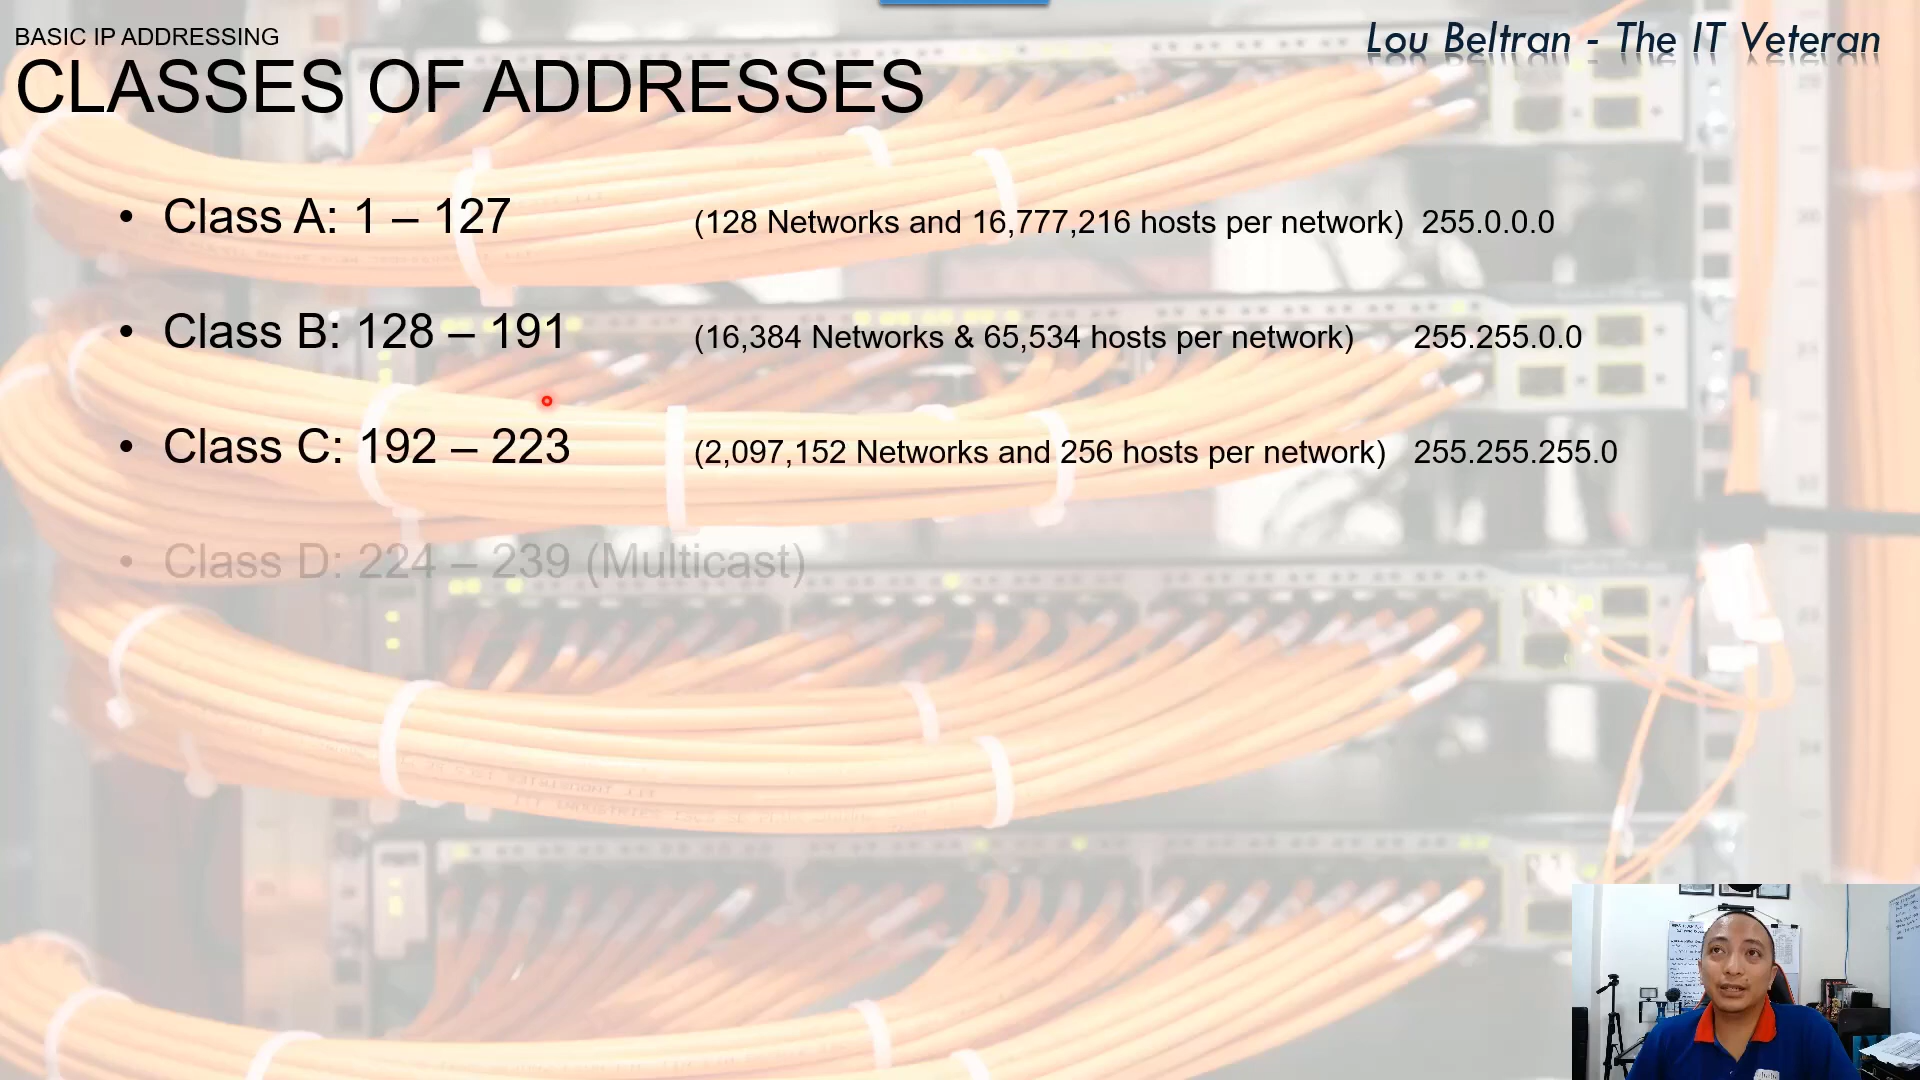 BASIC IP ADDRESSING
Lou Beltran - The IT Veteran
CLASSES OF ADDRESSES
• Class A: 1 – 127 (128 Networks and 16,777,216 hosts per network) 255.0.0.0
• Class B: 128 – 191 (16,384 Networks & 65,534 hosts per network) 255.255.0.0
• Class C: 192 – 223 (2,097,152 Networks and 256 hosts per network) 255.255.255.0
• Class D: 224 – 239 (Multicast)